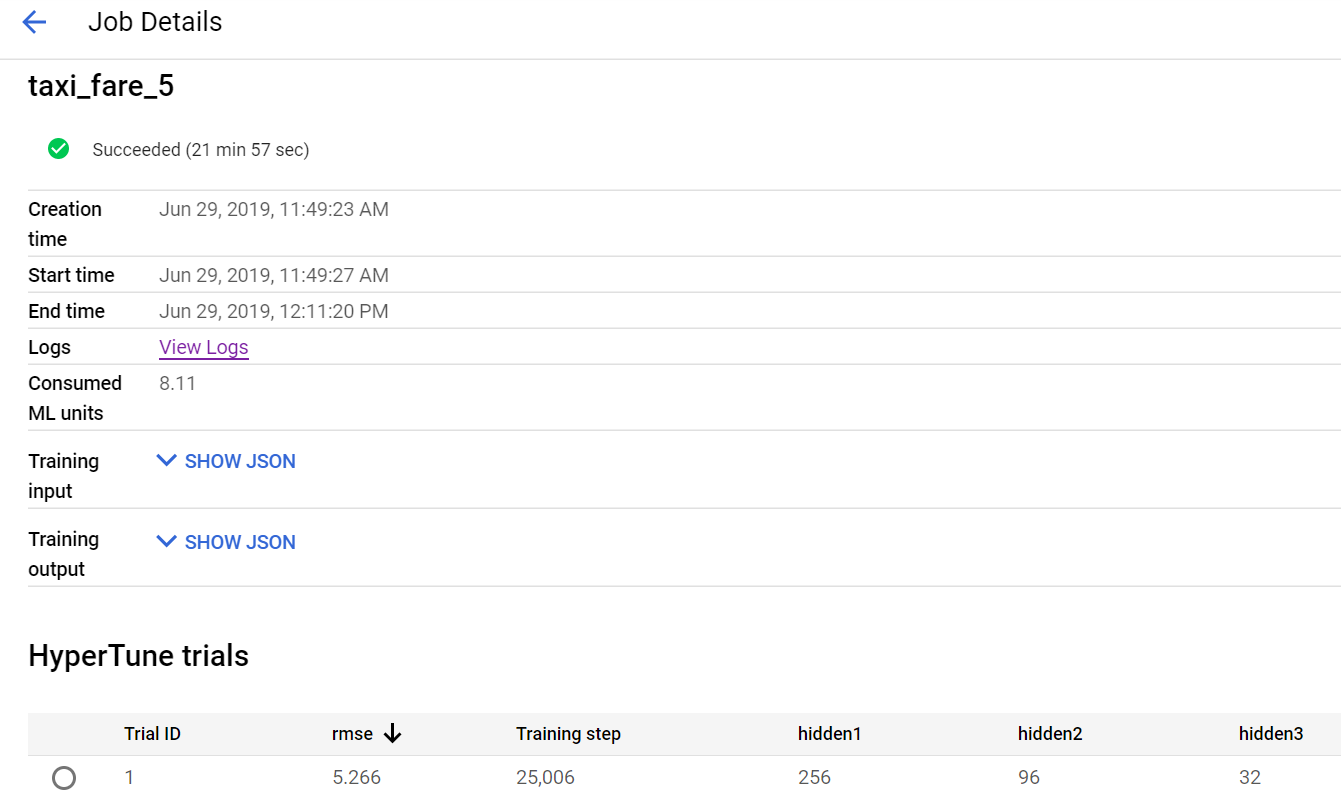 Job Details
taxi_fare_5
Succeeded (21 min 57 sec)
Creation time Jun 29, 2019, 11:49:23 AM
Start time Jun 29, 2019, 11:49:27 AM
End time Jun 29, 2019, 12:11:20 PM
Logs View Logs
Consumed ML units 8.11
Training input SHOW JSON
Training output SHOW JSON
HyperTune trials
Trial ID rmse Training step hidden1 hidden2 hidden3
1 5.266 25,006 256 96 32